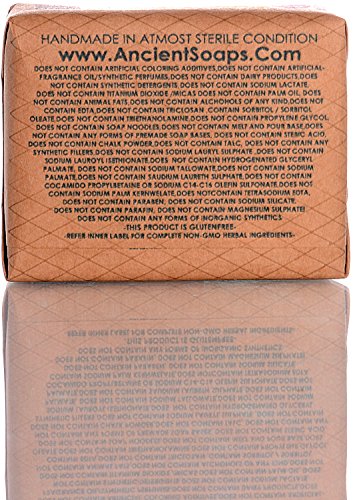 HANDMADE IN ATMOST STERILE CONDITION
www.AncientSoaps.Com
DOES NOT CONTAIN ARTIFICIAL COLORING ADDITIVES,DOES NOT CONTAIN ARTIFICIAL-
FRAGRANCE OIL/SYNTHETIC PERFUMES,DOES NOT CONTAIN DAIRY PRODUCTS,DOES
NOT CONTAIN SYNTHETIC DETERGENTS, DOES NOT CONTAIN SODIUM LACTATE,
DOES NOT CONTAIN TITANIUM DIOXIDE /MICAS DOES NOT CONTAIN PALM OIL, DOES
NOT CONTAIN ANIMAL FATS, DOES NOT CONTAIN ALCHOHOLS OF ANY KIND,DOES NOT
CONTAIN EDTA, DOES NOT CONTAIN TRICLOSAN, DOES NOT CONTAIN SORBITOL/ SORBITOL
OLEATE,DOES NOT CONTAIN TRIETHANOLAMINE,DOES NOT CONTAIN PROPYLENE GLYCOL,
DOES NOT CONTAIN SOAP NOODLES, DOES NOT CONTAIN MELT AND POUR BASE,DOES
NOT CONTAIN ANY FORMS OF PREMADE SOAP BASES, DOES NOT CONTAIN STERIC ACID,
DOES NOT CONTAIN CHALK POWDER,DOES NOT CONTAIN TALC, DOES NOT CONTAIN ANY
SYNTHETIC FILLERS,DOES NOT CONTAIN SODIUM LAURYL SULPHATE ,DOES NOT CONTAIN
SODIUM LAUROYL ISETHIONATE,DOES NOT CONTAIN HYDROGENATED GLYCERYL
PALMATE, DOES NOT CONTAIN SODIUM TALLOWATE,DOES NOT CONTAIN SODIUM
PALMATE, DOES NOT CONTAIN SAUDIUM LAURETH SULPHATE, DOES NOT CONTAIN
COCAMIDO PROPYLBETAINE OR SODIUM C14-C16 OLEFIN SULFONATE,DOES NOT
CONTAIN SODIUM PALM KERNWELATE,DOES NOTCONTAIN TETRASODIUM EDTA,
DOES NOT CONTAIN PARABEN, DOES NOT CONTAIN SODIUM SILICATE,
DOES NOT CONTAIN PARAFIN, DOES NOT CONTAIN MAGNESIUM SULPHATE!
DOES NOT CONTAIN ANY FORMS OF INORGANIC SYNTHETICS
-THIS PRODUCT IS GLUTENFREE-
-REFER INNER LABEL FOR COMPLETE NON-GMO HERBAL INGREDIENTS-